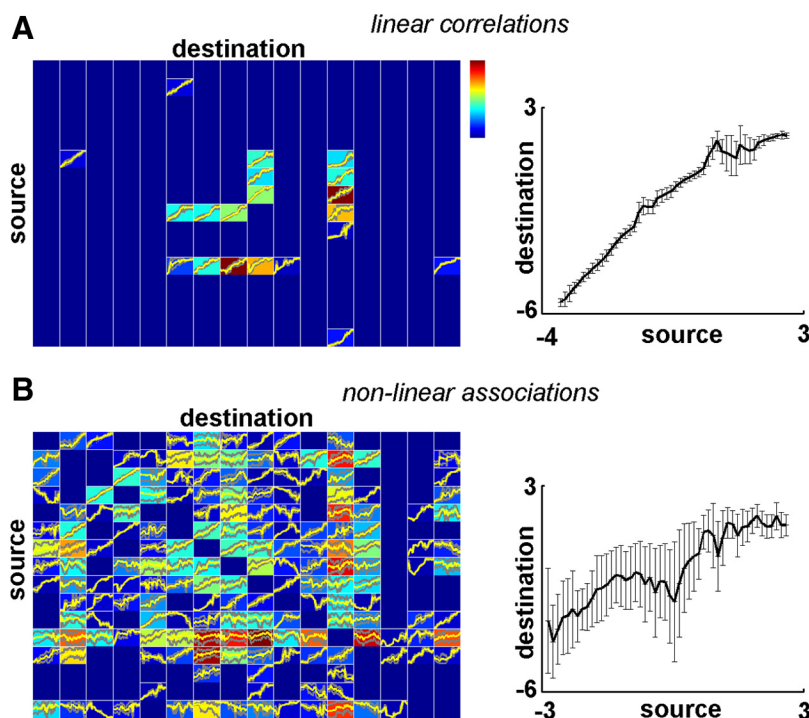 A
linear correlations
destination
source
3
destination
-6
-4
source
3
B
non-linear associations
destination
source
3
destination
-6
-3
source
3